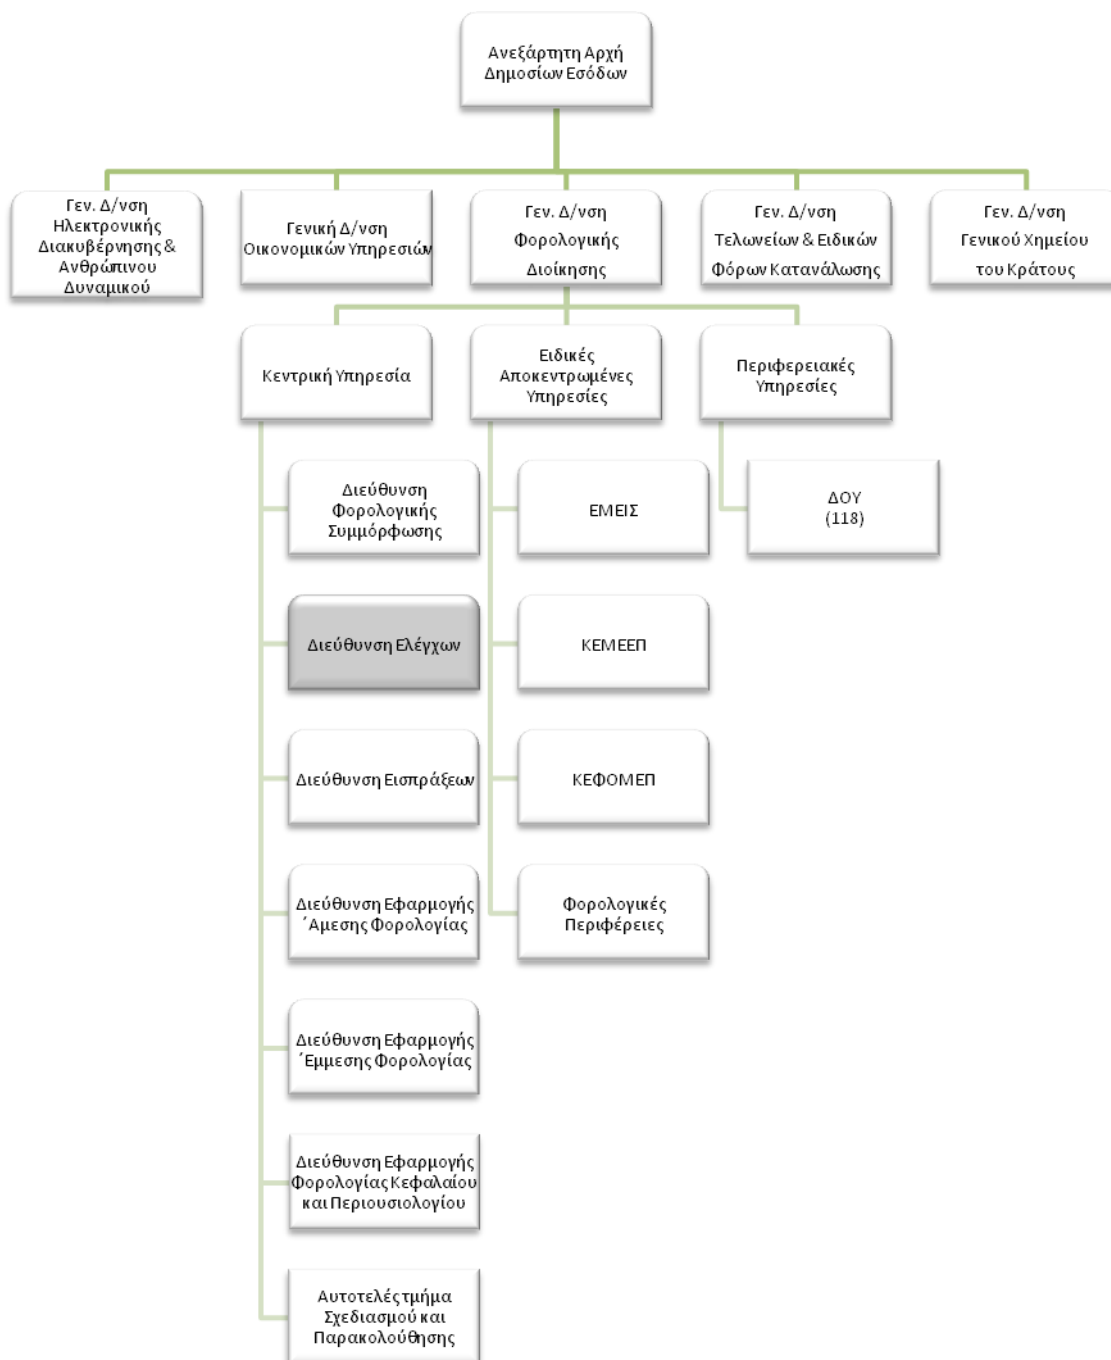 Ανεξάρτητη Αρχή
Δημοσίων Εσόδων
Γεν. Δ/νση
Ηλεκτρονικής
Διακυβέρνησης &
Ανθρώπινου
Δυναμικού
Γενική Δ/νση
Οικονομικών Υπηρεσιών
Γεν. Δ/νση
Φορολογικής
Διοίκησης
Γεν. Δ/νση
Τελωνείων & Ειδικών
Φόρων Κατανάλωσης
Γεν. Δ/νση
Γενικού Χημείου
του Κράτους
Κεντρική Υπηρεσία
Ειδικές
Αποκεντρωμένες
Υπηρεσίες
Περιφερειακές
Υπηρεσίες
Διεύθυνση
Φορολογικής
Συμμόρφωσης
Διεύθυνση Ελέγχων
Διεύθυνση Εισπράξεων
Διεύθυνση Εφαρμογής
΄Αμεσης Φορολογίας
Διεύθυνση Εφαρμογής
΄Εμμεσης Φορολογίας
Διεύθυνση Εφαρμογής
Φορολογίας Κεφαλαίου
και Περιουσιολογίου
Αυτοτελές τμήμα
Σχεδιασμού και
Παρακολούθησης
ΕΜΕΙΣ
ΚΕΜΕΕΠ
ΚΕΦΟΜΕΠ
Φορολογικές
Περιφέρειες
ΔΟΥ
(118)